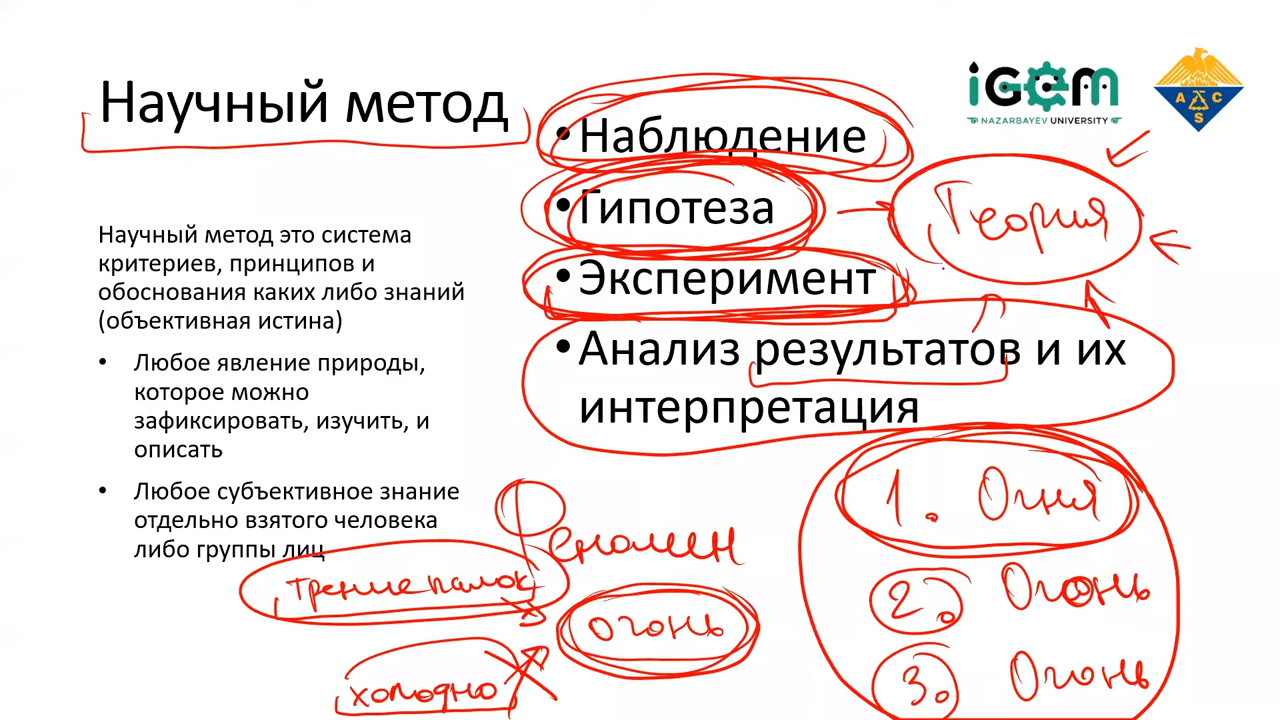 Научный метод
Научный метод это система
критериев, принципов и
обоснования каких либо знаний
(объективная истина)
• Любое явление природы,
которое можно
зафиксировать, изучить, и
описать
• Любое субъективное знание
отдельно взятого человека
либо группы лиц
• Наблюдение
• Гипотеза
• Эксперимент
• Анализ результатов и их
интерпретация
iGem
NAZARBAYEV UNIVERSITY
A C
S
Теория
Феномен
трение палок
огонь
холодно
1. Огня
2. Огонь
3. Огонь